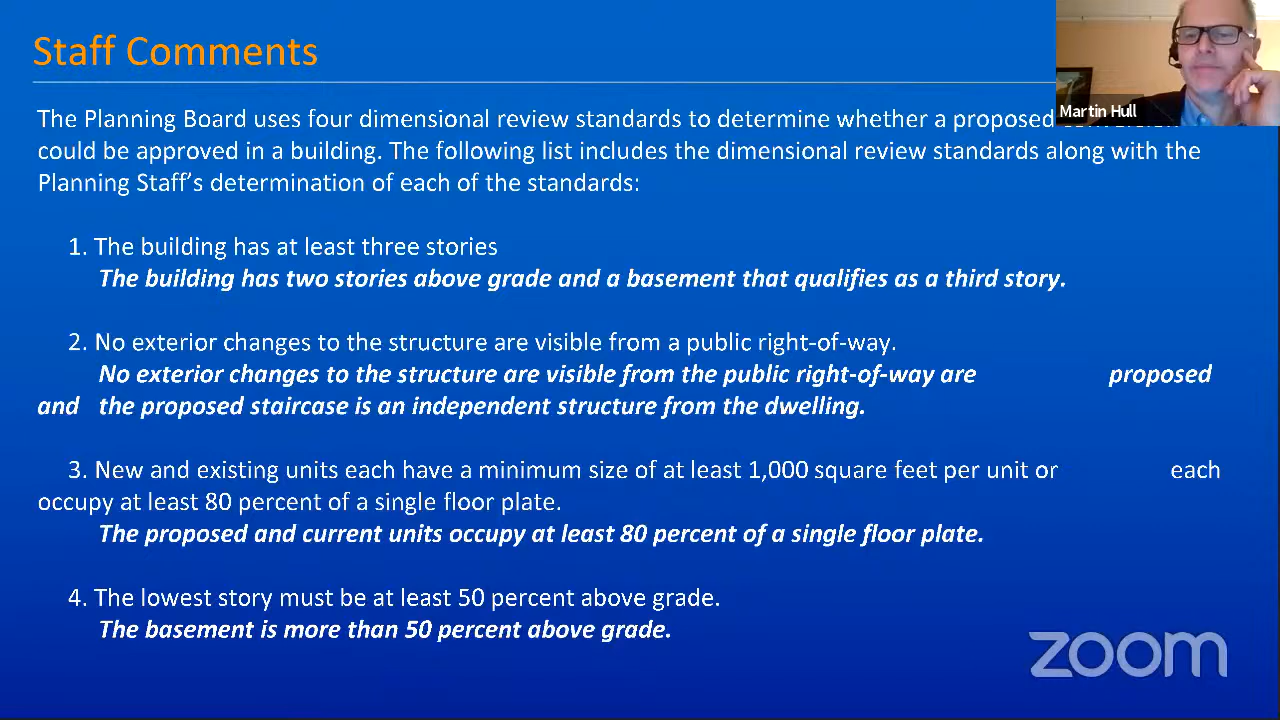 Staff Comments
Martin Hull
The Planning Board uses four dimensional review standards to determine whether a proposed
could be approved in a building. The following list includes the dimensional review standards along with the
Planning Staff's determination of each of the standards:
1. The building has at least three stories
The building has two stories above grade and a basement that qualifies as a third story.
2. No exterior changes to the structure are visible from a public right-of-way.
No exterior changes to the structure are visible from the public right-of-way are proposed
and the proposed staircase is an independent structure from the dwelling.
3. New and existing units each have a minimum size of at least 1,000 square feet per unit or each
occupy at least 80 percent of a single floor plate.
The proposed and current units occupy at least 80 percent of a single floor plate.
4. The lowest story must be at least 50 percent above grade.
The basement is more than 50 percent above grade.
zoom